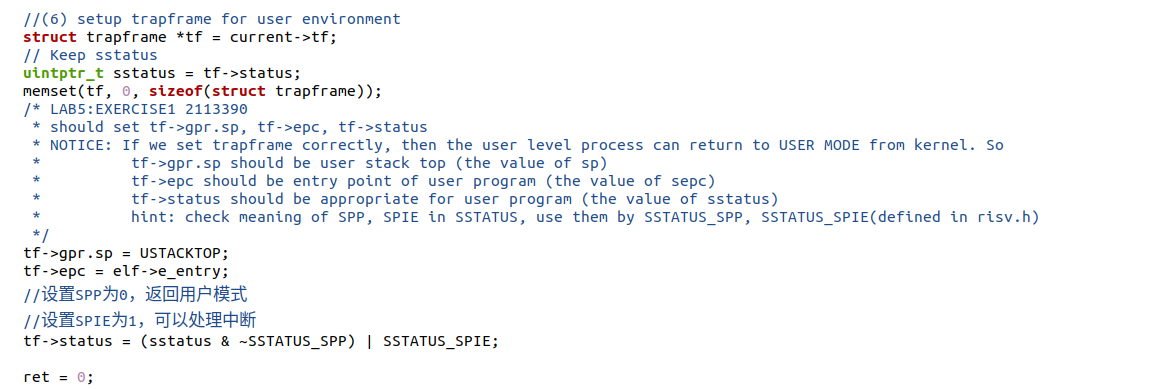 //(6) setup trapframe for user environment
struct trapframe *tf = current->tf;
// Keep sstatus
uintptr_t sstatus = tf->status;
memset(tf, 0, sizeof(struct trapframe));
/* LAB5:EXERCISE1 2113390
 * should set tf->gpr.sp, tf->epc, tf->status
 * NOTICE: If we set trapframe correctly, then the user level process can return to USER MODE from kernel. So
 *          tf->gpr.sp should be user stack top (the value of sp)
 *          tf->epc should be entry point of user program (the value of sepc)
 *          tf->status should be appropriate for user program (the value of sstatus)
 *          hint: check meaning of SPP, SPIE in SSTATUS, use them by SSTATUS_SPP, SSTATUS_SPIE(defined in risv.h)
 */
tf->gpr.sp = USTACKTOP;
tf->epc = elf->e_entry;
//设置SPP为0，返回用户模式
//设置SPIE为1，可以处理中断
tf->status = (sstatus & ~SSTATUS_SPP) | SSTATUS_SPIE;
ret = 0;